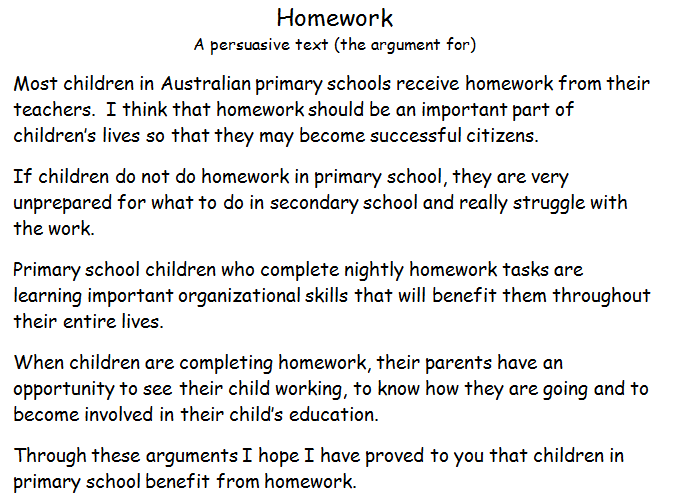 Homework
A persuasive text (the argument for)
Most children in Australian primary schools receive homework from their
teachers.  I think that homework should be an important part of
children's lives so that they may become successful citizens.
If children do not do homework in primary school, they are very
unprepared for what to do in secondary school and really struggle with
the work.
Primary school children who complete nightly homework tasks are
learning important organizational skills that will benefit them throughout
their entire lives.
When children are completing homework, their parents have an
opportunity to see their child working, to know how they are going and to
become involved in their child's education.
Through these arguments I hope I have proved to you that children in
primary school benefit from homework.